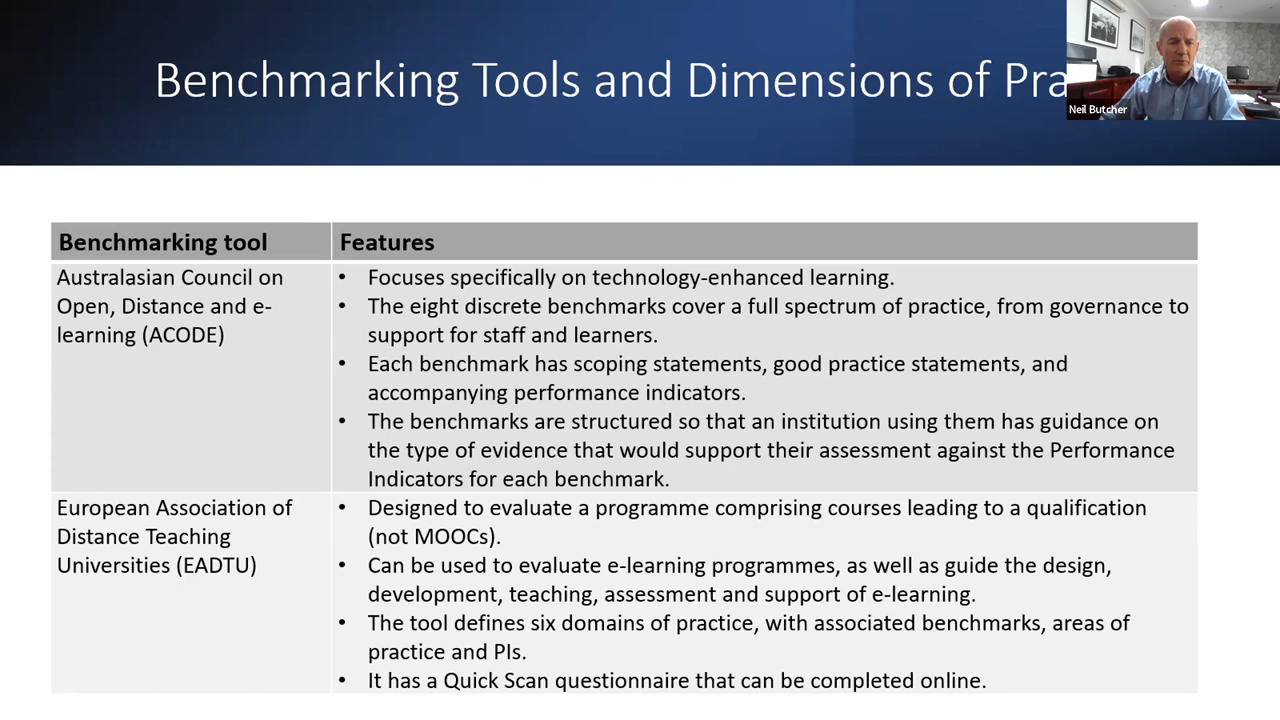 Benchmarking Tools and Dimensions of Pra
Neil Butcher
Benchmarking tool
Features
Australasian Council on
Open, Distance and e-
learning (ACODE)
• Focuses specifically on technology-enhanced learning.
• The eight discrete benchmarks cover a full spectrum of practice, from governance to
support for staff and learners.
• Each benchmark has scoping statements, good practice statements, and
accompanying performance indicators.
• The benchmarks are structured so that an institution using them has guidance on
the type of evidence that would support their assessment against the Performance
Indicators for each benchmark.
European Association of
Distance Teaching
Universities (EADTU)
• Designed to evaluate a programme comprising courses leading to a qualification
(not MOOCs).
• Can be used to evaluate e-learning programmes, as well as guide the design,
development, teaching, assessment and support of e-learning.
• The tool defines six domains of practice, with associated benchmarks, areas of
practice and PIs.
• It has a Quick Scan questionnaire that can be completed online.